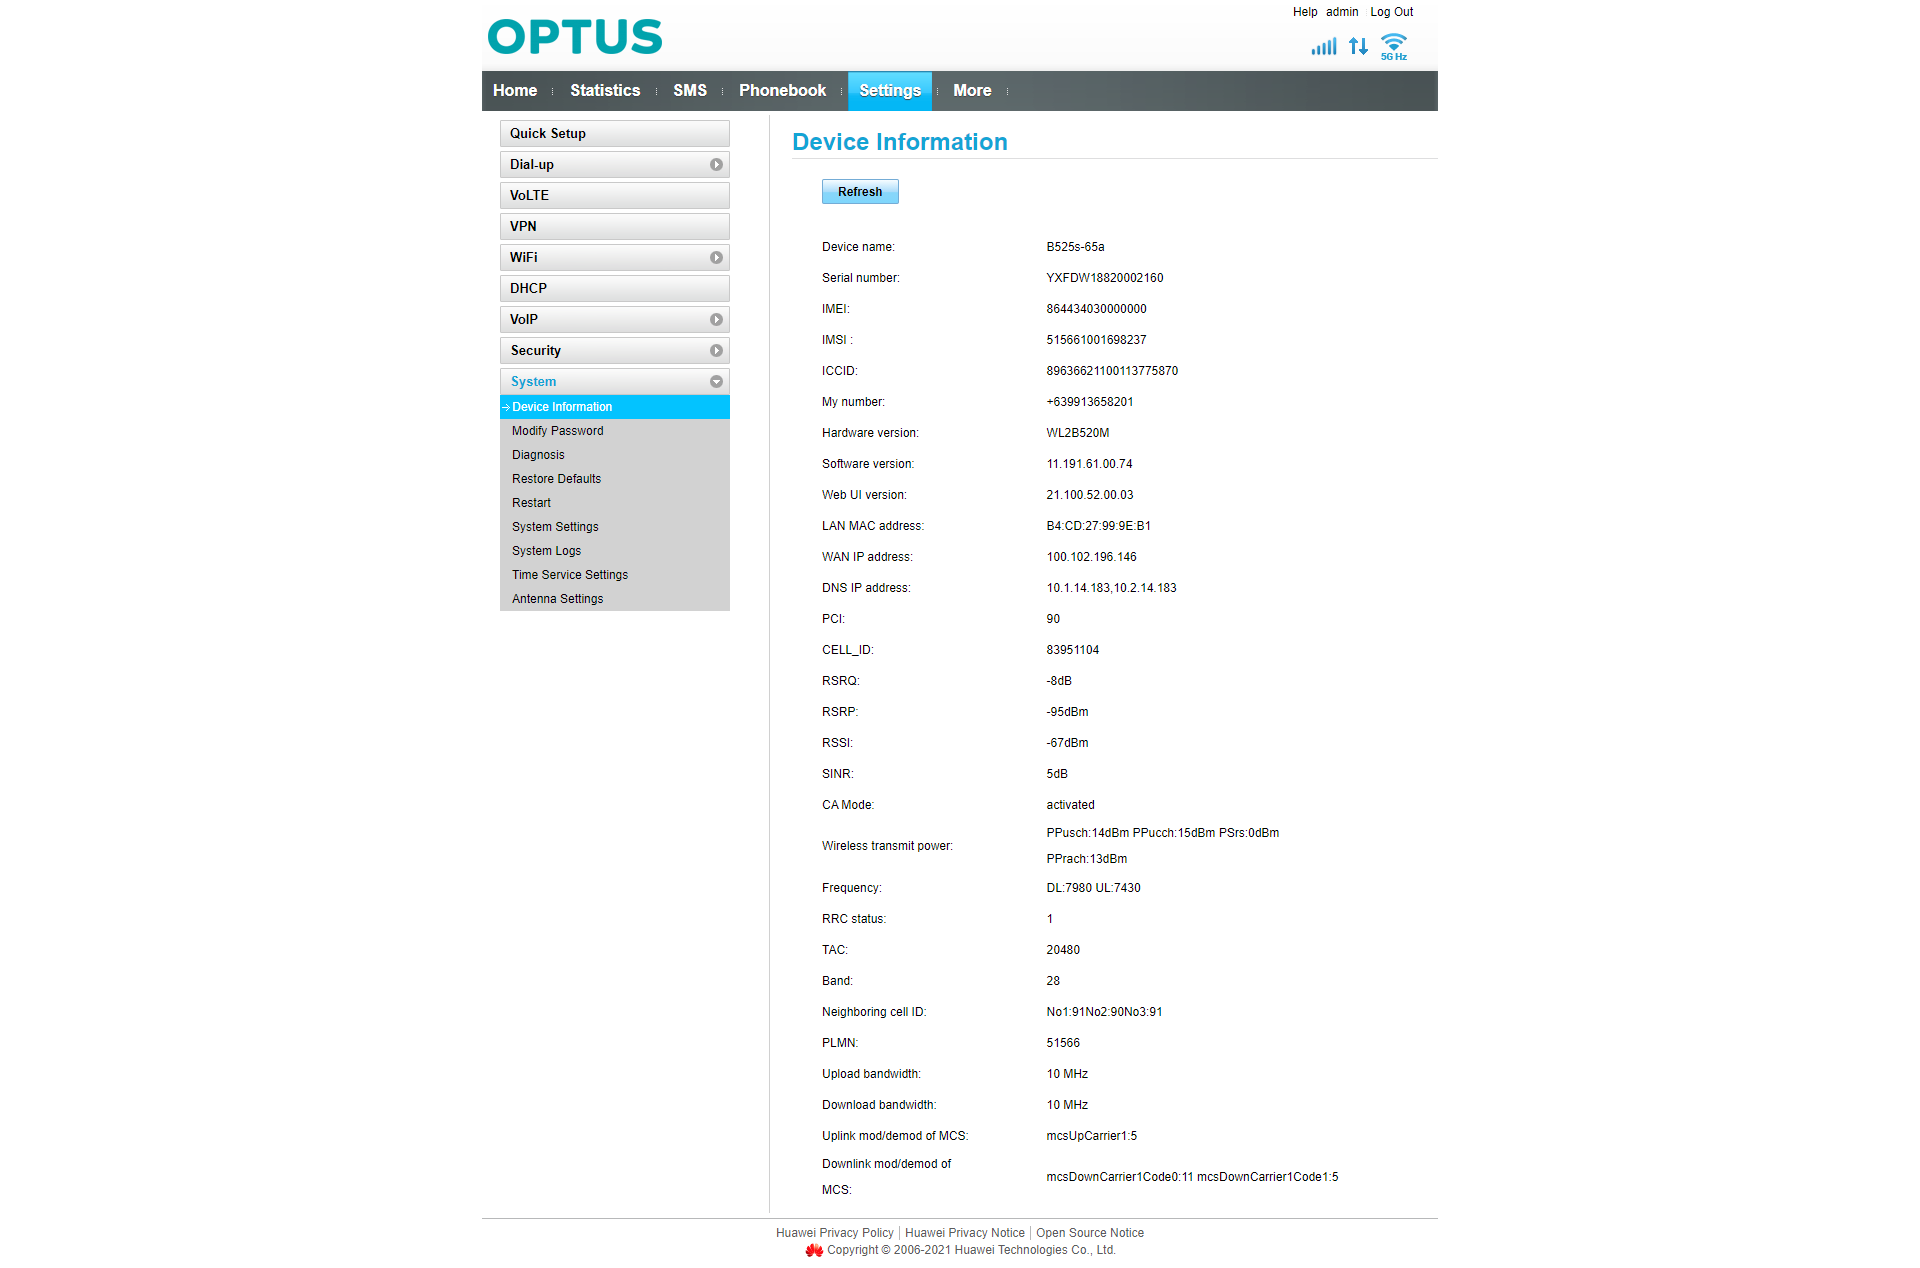 Help admin Log Out
OPTUS
5G Hz
Home Statistics SMS Phonebook Settings More
Quick Setup
Dial-up
VoLTE
VPN
WiFi
DHCP
VoIP
Security
System
Device Information
Modify Password
Diagnosis
Restore Defaults
Restart
System Settings
System Logs
Time Service Settings
Antenna Settings
Device Information
Refresh
Device name: B525s-65a
Serial number: YXFDW18820002160
IMEI: 864434030000000
IMSI : 515661001698237
ICCID: 89636621100113775870
My number: +639913658201
Hardware version: WL2B520M
Software version: 11.191.61.00.74
Web UI version: 21.100.52.00.03
LAN MAC address: B4:CD:27:99:9E:B1
WAN IP address: 100.102.196.146
DNS IP address: 10.1.14.183,10.2.14.183
PCI: 90
CELL_ID: 83951104
RSRQ: -8dB
RSRP: -95dBm
RSSI: -67dBm
SINR: 5dB
CA Mode: activated
Wireless transmit power: PPusch:14dBm PPucch:15dBm PSrs:0dBm
PPrach:13dBm
Frequency: DL:7980 UL:7430
RRC status: 1
TAC: 20480
Band: 28
Neighboring cell ID: No1:91No2:90No3:91
PLMN: 51566
Upload bandwidth: 10 MHz
Download bandwidth: 10 MHz
Uplink mod/demod of MCS: mcsUpCarrier1:5
Downlink mod/demod of
MCS: mcsDownCarrier1Code0:11 mcsDownCarrier1Code1:5
Huawei Privacy Policy Huawei Privacy Notice Open Source Notice
Copyright © 2006-2021 Huawei Technologies Co., Ltd.